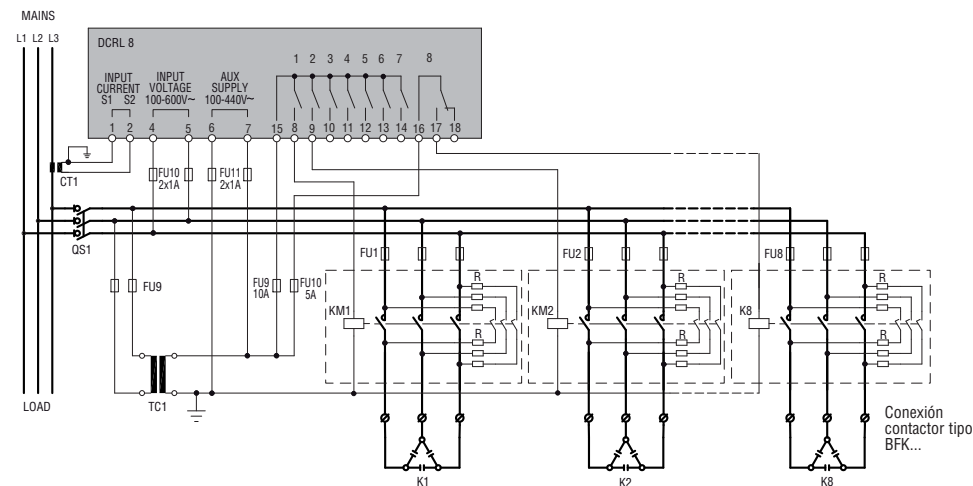 MAINS
L1 L2 L3
DCRL 8
1 2 3 4 5 6 7 8
INPUT CURRENT
S1 S2
INPUT VOLTAGE
100-600V~
AUX SUPPLY
100-440V~
1 2 4 5 6 7 15 8 9 10 11 12 13 14 16 17 18
CT1
FU10
2x1A
FU11
2x1A
QS1
FU9
FU9
10A
FU10
5A
FU1
FU2
FU8
KM1
R
R
KM2
R
R
K8
R
R
LOAD
TC1
K1
K2
K8
Conexión
contactor tipo
BFK...